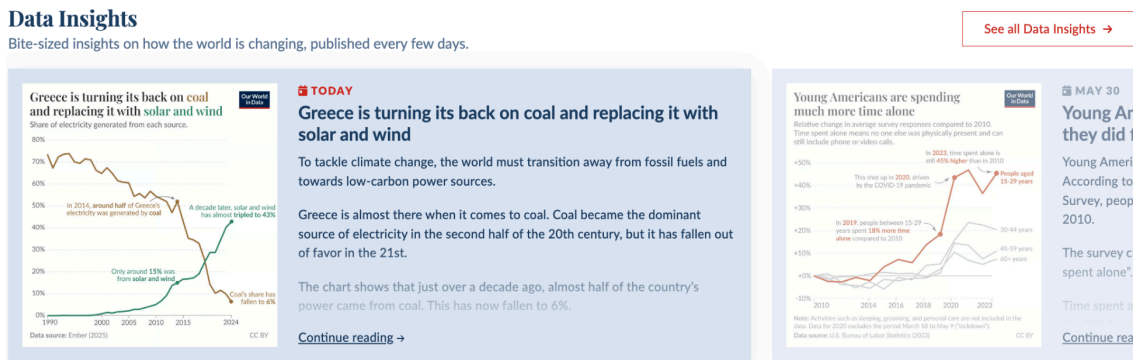 Data Insights
Bite-sized insights on how the world is changing, published every few days.
See all Data Insights →
Greece is turning its back on coal
and replacing it with solar and wind
Our World
in Data
Share of electricity generated from each source.
80%
70%
60%
50%
40%
30%
20%
10%
0%
In 2014, around half of Greece's
electricity was generated by coal
A decade later, solar and wind
has almost tripled to 43%
Only around 15% was
from solar and wind
Coal's share has
fallen to 6%
1990
2000
2005
2010
2015
2024
Data source: Ember (2025)
CC BY
TODAY
Greece is turning its back on coal and replacing it with
solar and wind
To tackle climate change, the world must transition away from fossil fuels and
towards low-carbon power sources.
Greece is almost there when it comes to coal. Coal became the dominant
source of electricity in the second half of the 20th century, but it has fallen out
of favor in the 21st.
The chart shows that just over a decade ago, almost half of the country's
power came from coal. This has now fallen to 6%.
Continue reading →
Young Americans are spending
much more time alone
Our World
in Data
Relative change in average survey responses compared to 2010.
Time spent alone means no one else was physically present and can
still include phone or video calls.
+50%
+40%
+30%
+20%
+10%
+0%
-10%
In 2023, time spent alone is
still 45% higher than in 2010
This shot up in 2020, driven
by the COVID-19 pandemic
People aged
15-29 years
In 2019, people between 15-29
years spent 18% more time
alone compared to 2010
30-44 years
45-59 years
60+ years
2010
2014
2016
2018
2020
2023
Note: Activities such as sleeping, grooming, and personal care are not included in the
data. Data for 2020 excludes the period March 18 to May 9 ("lockdown").
Data source: U.S. Bureau of Labor Statistics (2023)
CC BY
MAY 30
Young Am
they did f
Young Ameri
According to
Survey, peop
2010.
The survey c
spent alone".
Time spent a
Continue rea